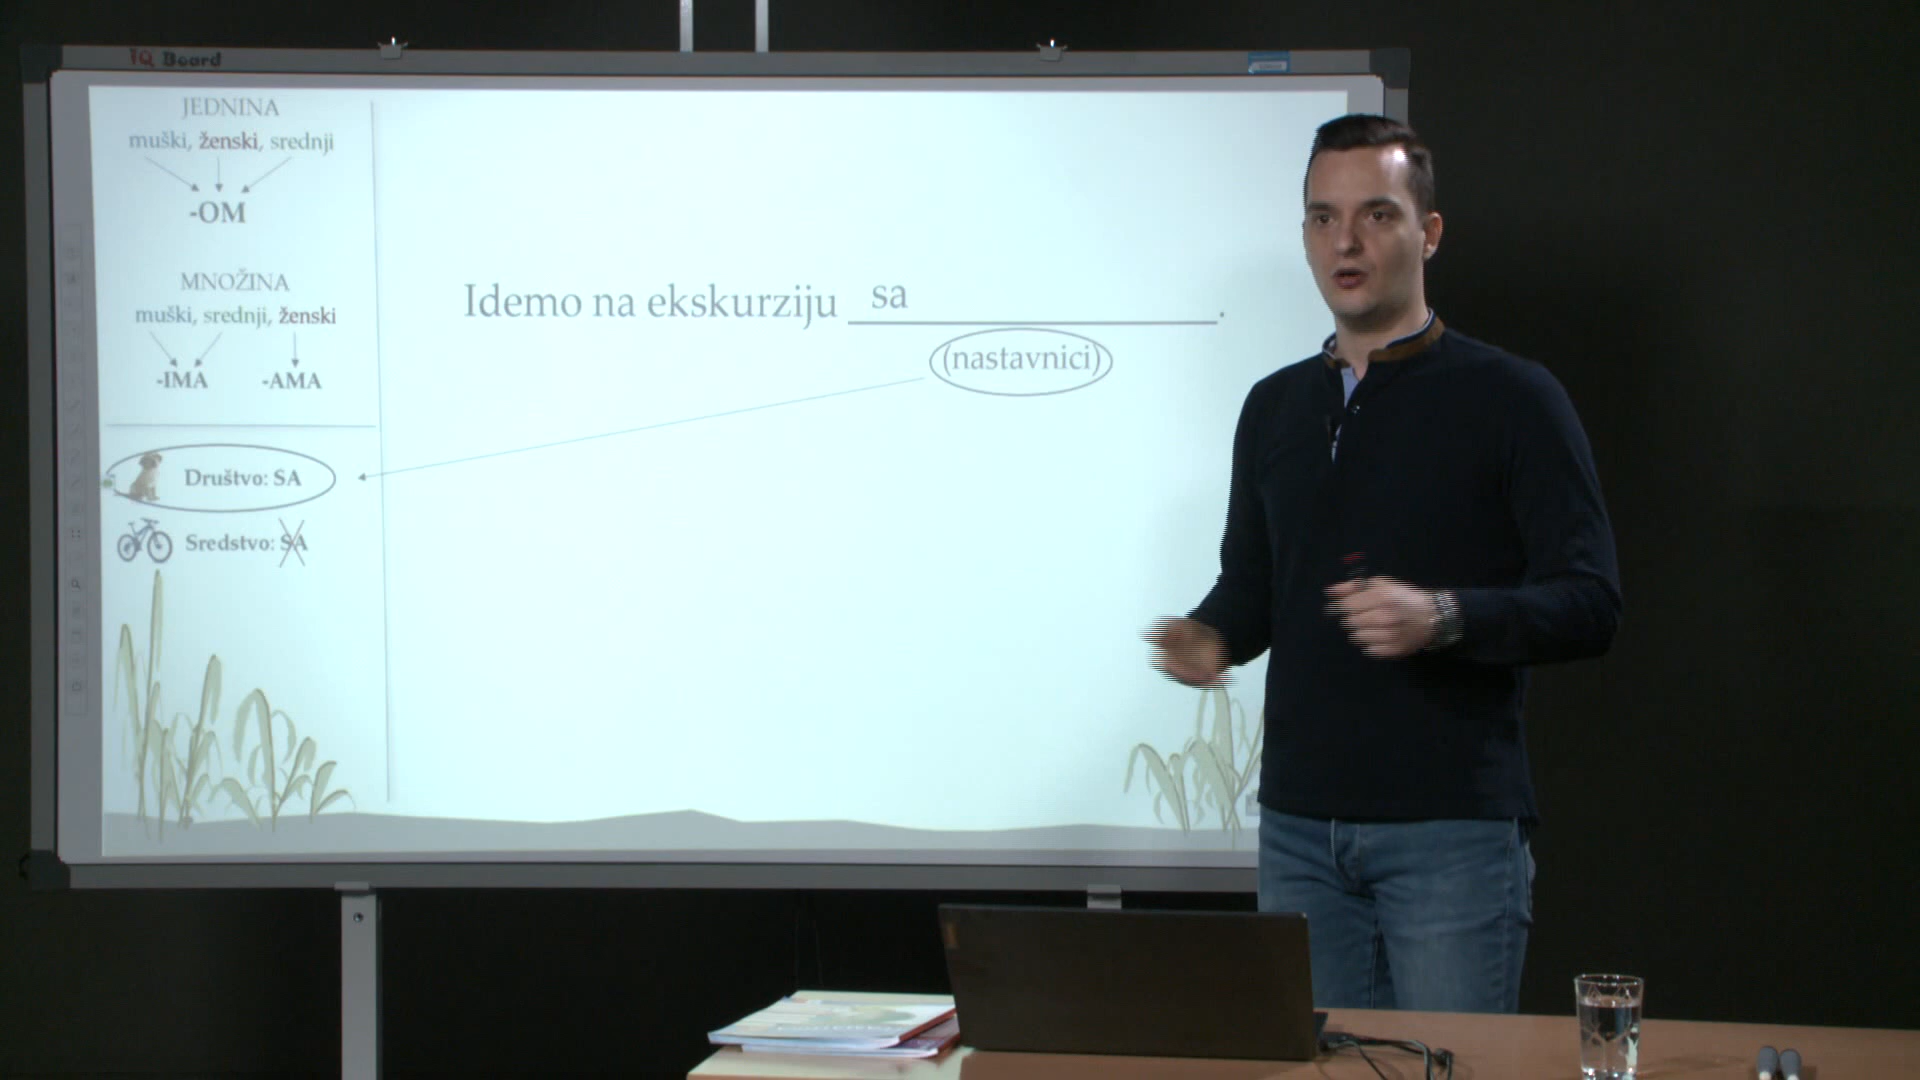 IQ Board
JEDNINA
muški, ženski, srednji
-OM
MNOŽINA
muški, srednji, ženski
-IMA -AMA
Društvo: SA
Sredstvo: SA
Idemo na ekskurziju sa ____________.
(nastavnici)